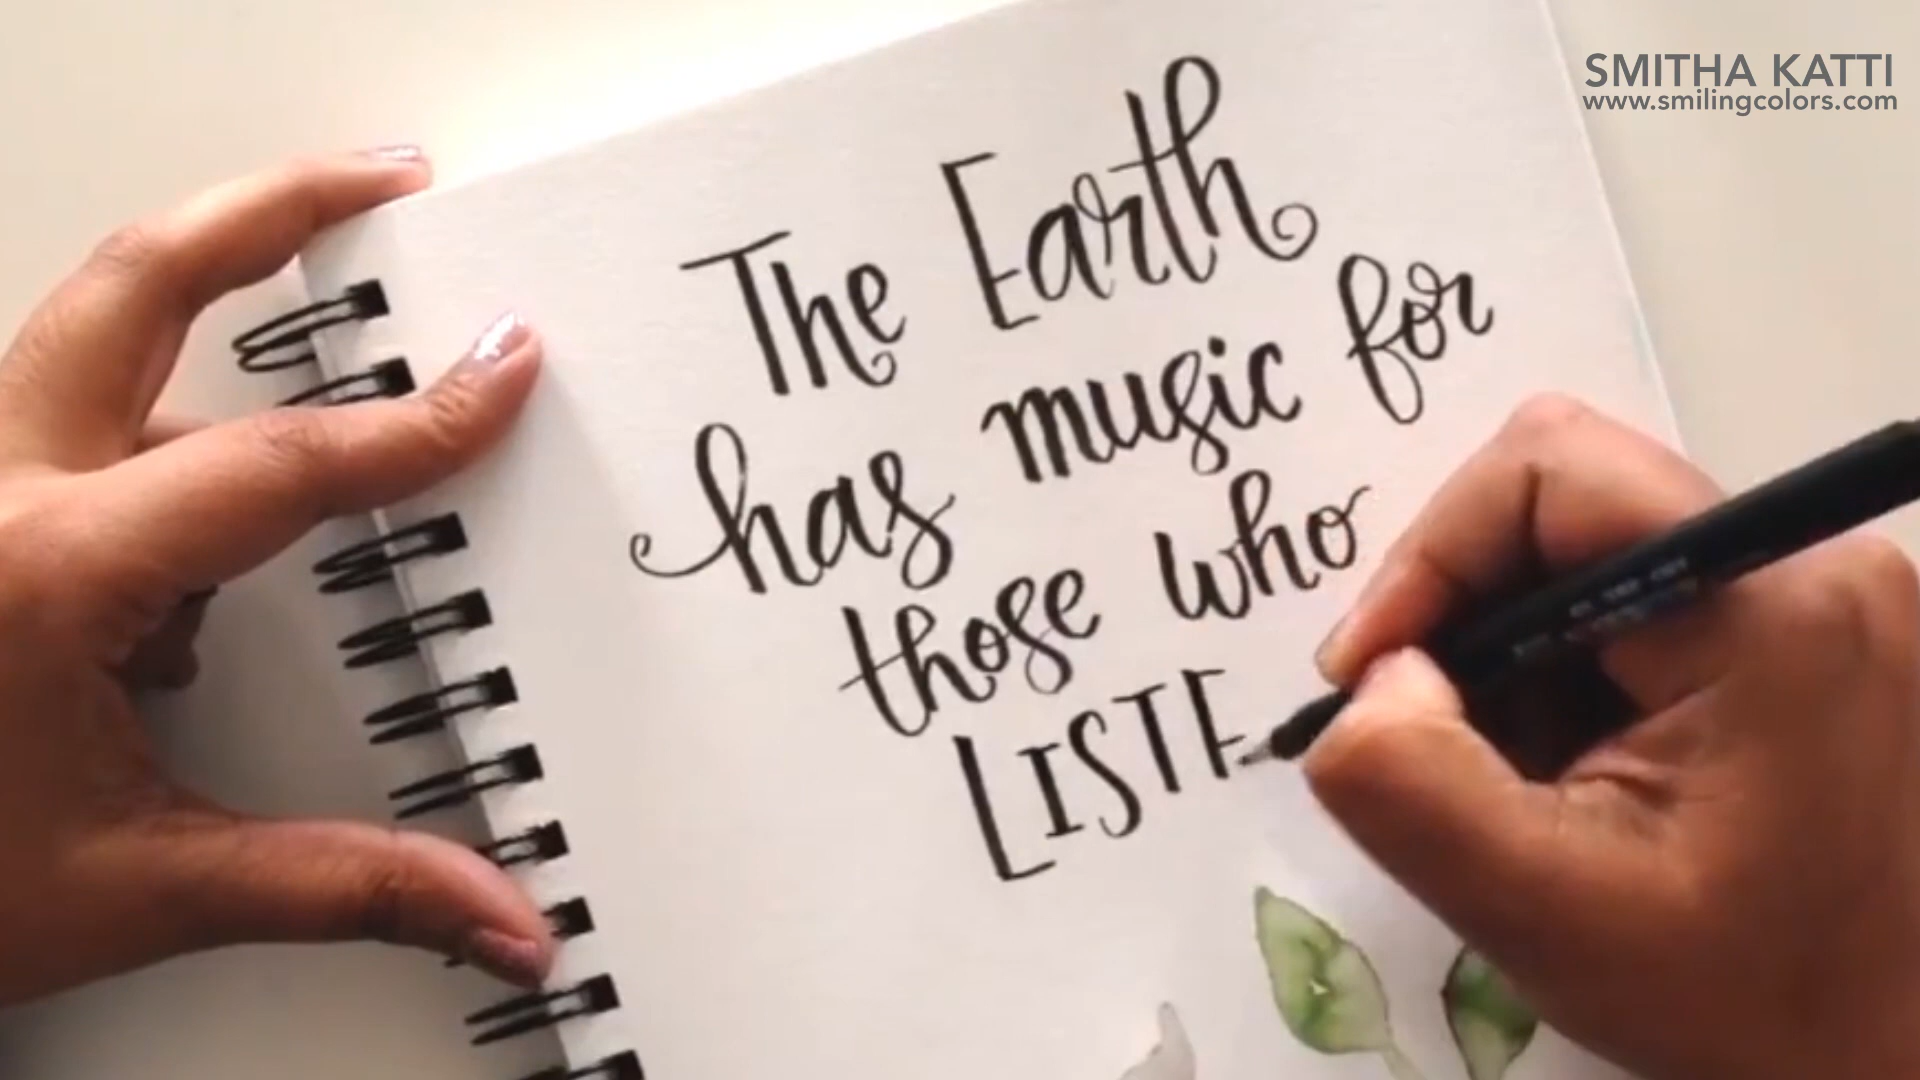 SMITHA KATTI
www.smilingcolors.com
The Earth
has music for
those who
LISTE